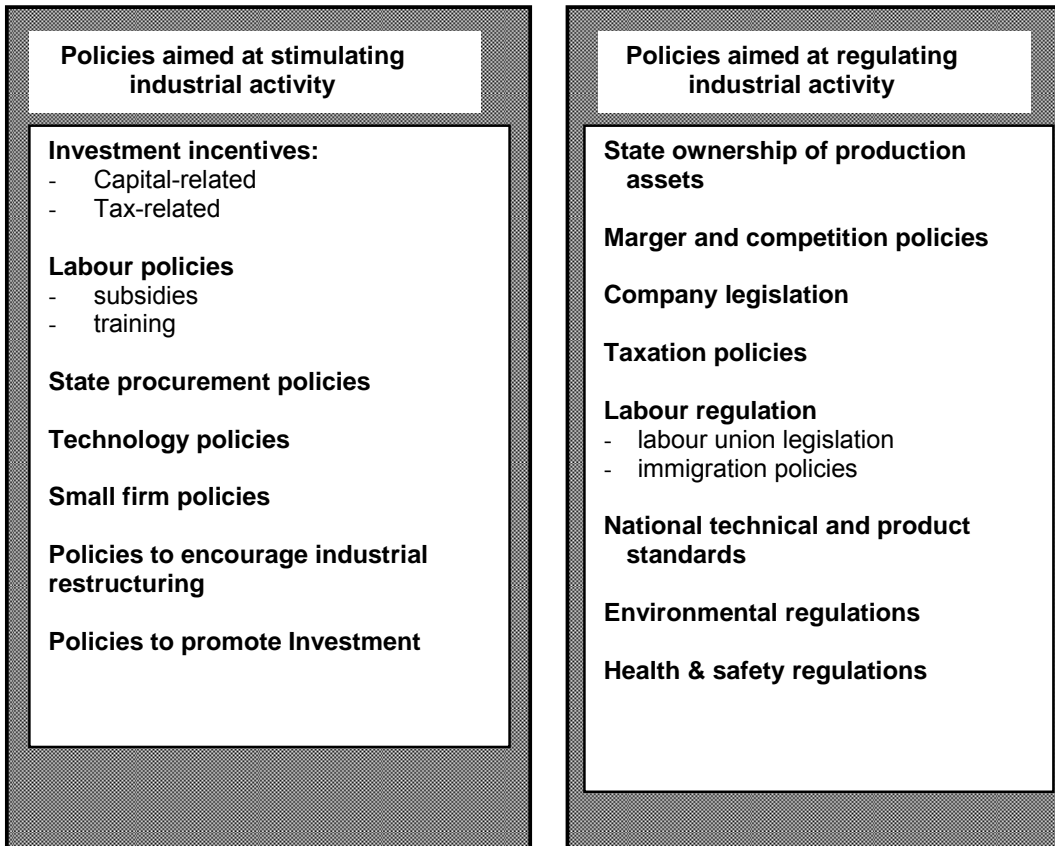 Policies aimed at stimulating
industrial activity
Investment incentives:
- Capital-related
- Tax-related
Labour policies
- subsidies
- training
State procurement policies
Technology policies
Small firm policies
Policies to encourage industrial
restructuring
Policies to promote Investment
Policies aimed at regulating
industrial activity
State ownership of production
assets
Marger and competition policies
Company legislation
Taxation policies
Labour regulation
- labour union legislation
- immigration policies
National technical and product
standards
Environmental regulations
Health & safety regulations